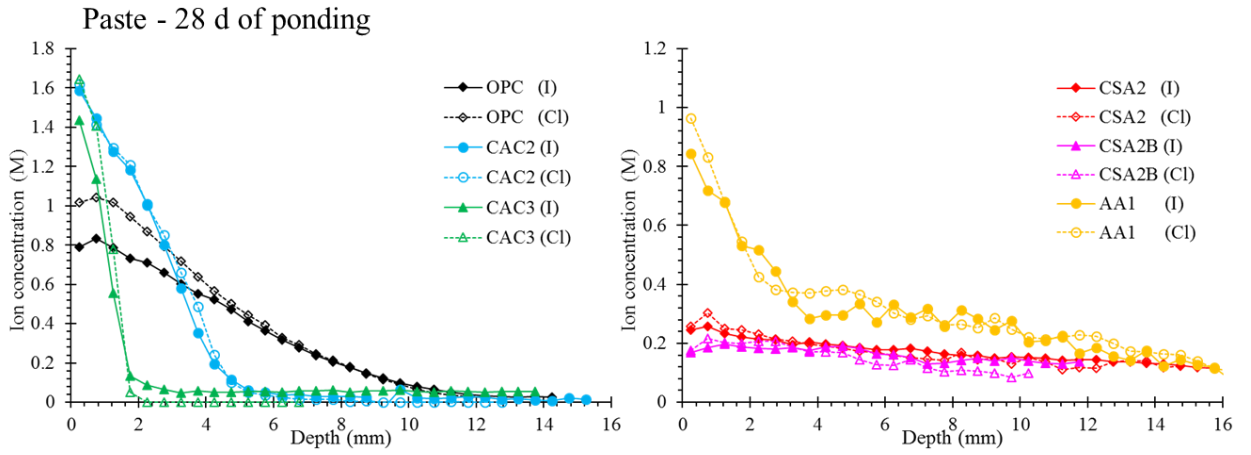 Paste - 28 d of ponding
Ion concentration (M)
1.8
1.6
1.4
1.2
1
0.8
0.6
0.4
0.2
0
0 2 4 6 8 10 12 14 16
Depth (mm)
OPC (I)
OPC (Cl)
CAC2 (I)
CAC2 (Cl)
CAC3 (I)
CAC3 (Cl)
Ion concentration (M)
1.2
1
0.8
0.6
0.4
0.2
0
0 2 4 6 8 10 12 14 16
Depth (mm)
CSA2 (I)
CSA2 (Cl)
CSA2B (I)
CSA2B (Cl)
AA1 (I)
AA1 (Cl)